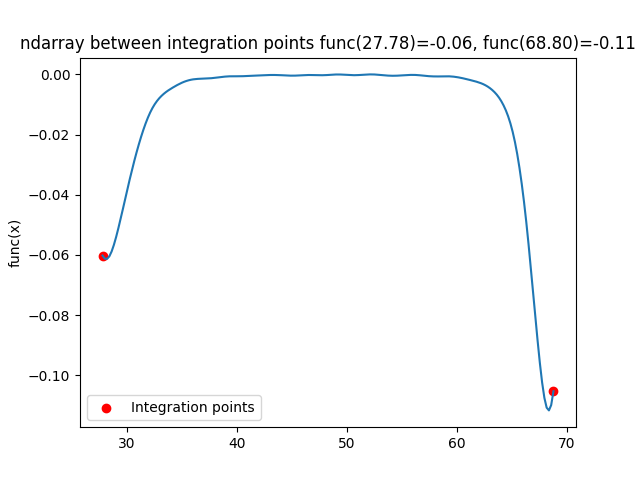 ndarray between integration points func(27.78)=-0.06, func(68.80)=-0.11
0.00
−0.02
−0.04
−0.06
−0.08
−0.10
func(x)
Integration points
30 40 50 60 70